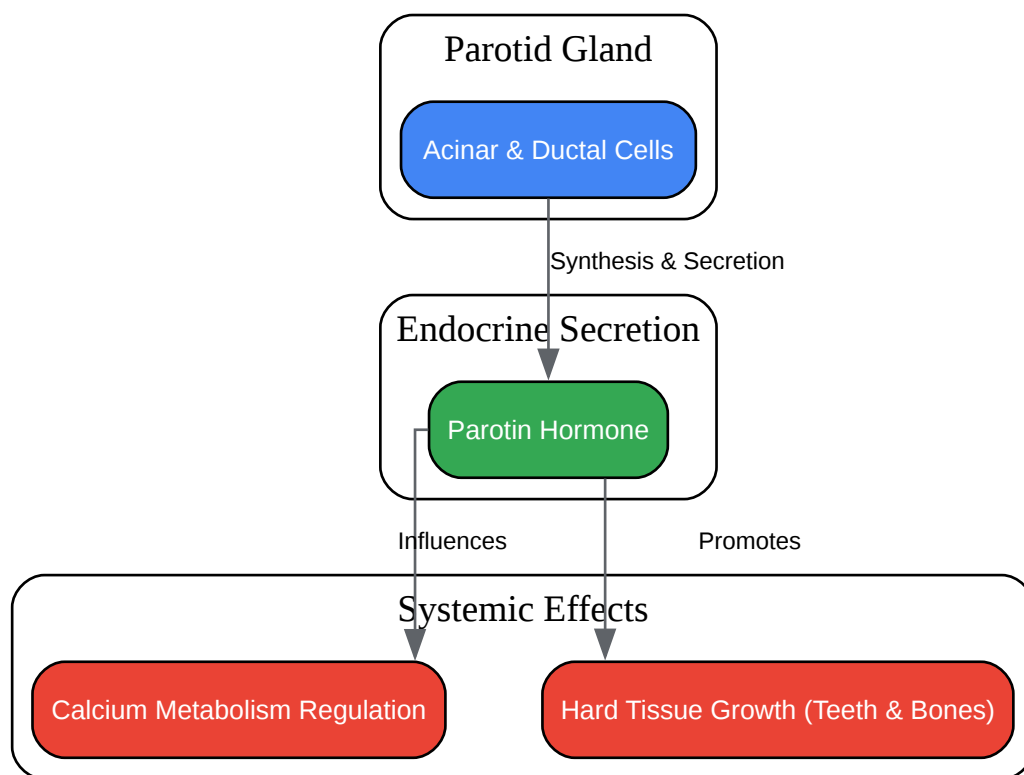 Parotid Gland
Acinar & Ductal Cells
Synthesis & Secretion
Endocrine Secretion
Parotin Hormone
Influences
Promotes
Systemic Effects
Calcium Metabolism Regulation
Hard Tissue Growth (Teeth & Bones)